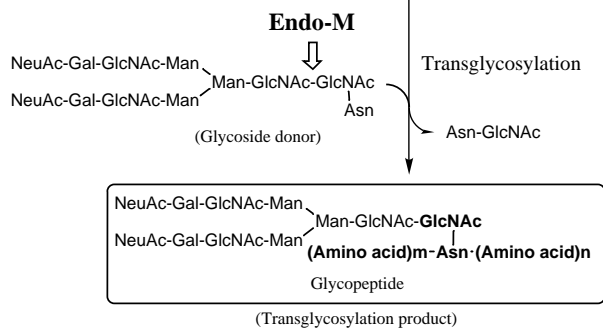 Endo-M
NeuAc-Gal-GlcNAc-Man
Man-GlcNAc-GlcNAc
NeuAc-Gal-GlcNAc-Man
Asn
(Glycoside donor)
Transglycosylation
Asn-GlcNAc
NeuAc-Gal-GlcNAc-Man
Man-GlcNAc-GlcNAc
NeuAc-Gal-GlcNAc-Man
(Amino acid)m-Asn-(Amino acid)n
Glycopeptide
(Transglycosylation product)